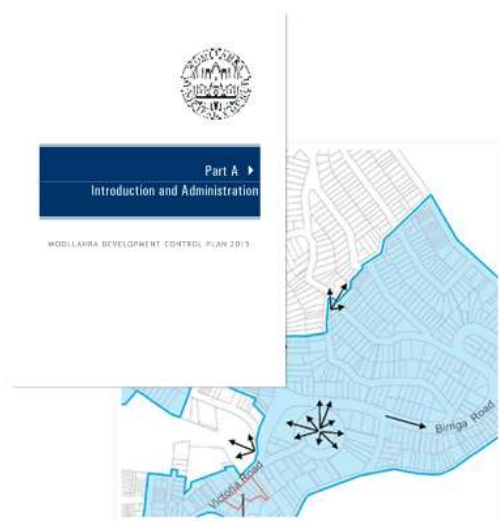 Part A
Introduction and Administration
WOOLLAHRA DEVELOPMENT CONTROL PLAN 2015
Birriga Road
Victoria Road